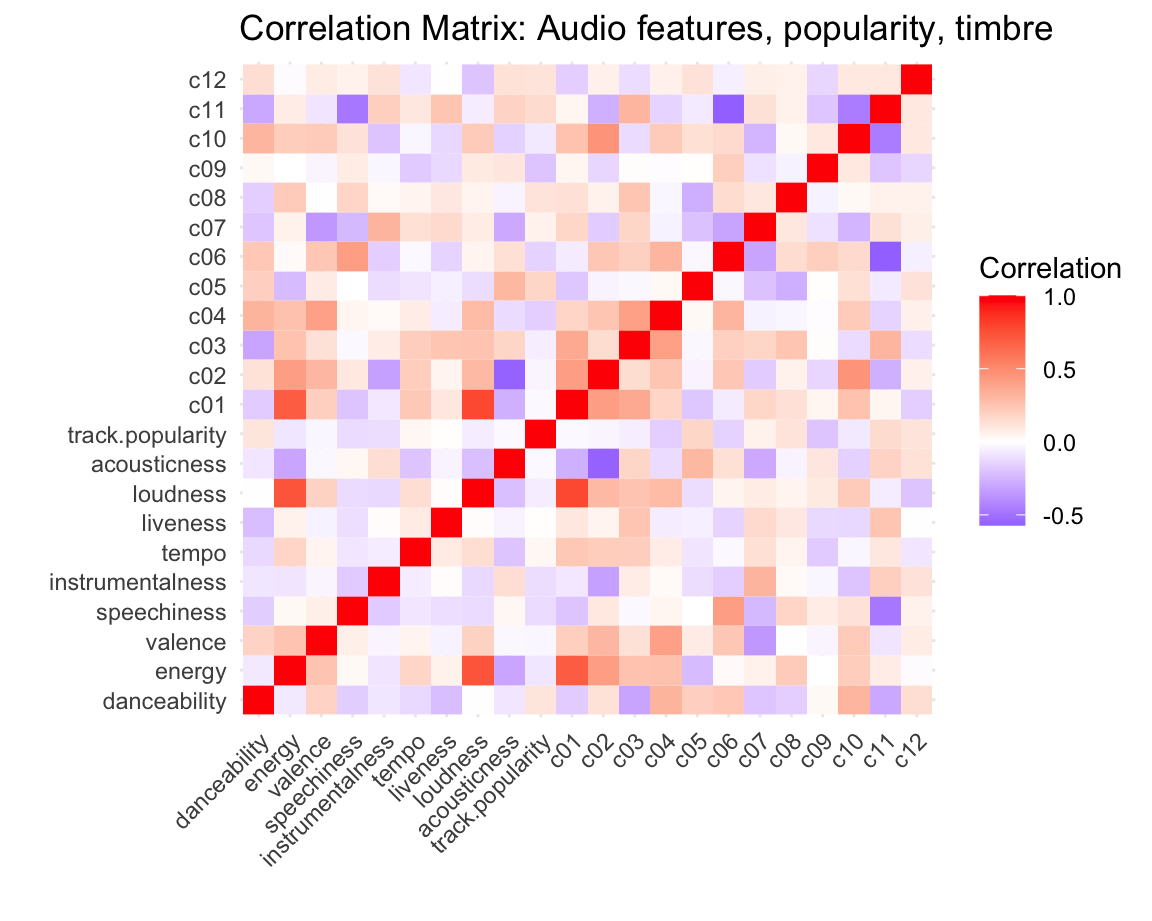 Correlation Matrix: Audio features, popularity, timbre
c12
c11
c10
c09
c08
c07
c06
c05
c04
c03
c02
c01
track.popularity
acousticness
loudness
liveness
tempo
instrumentalness
speechiness
valence
energy
danceability
danceability
energy
valence
speechiness
instrumentalness
tempo
liveness
loudness
acousticness
track.popularity
c01
c02
c03
c04
c05
c06
c07
c08
c09
c10
c11
c12
Correlation
1.0
0.5
0.0
-0.5